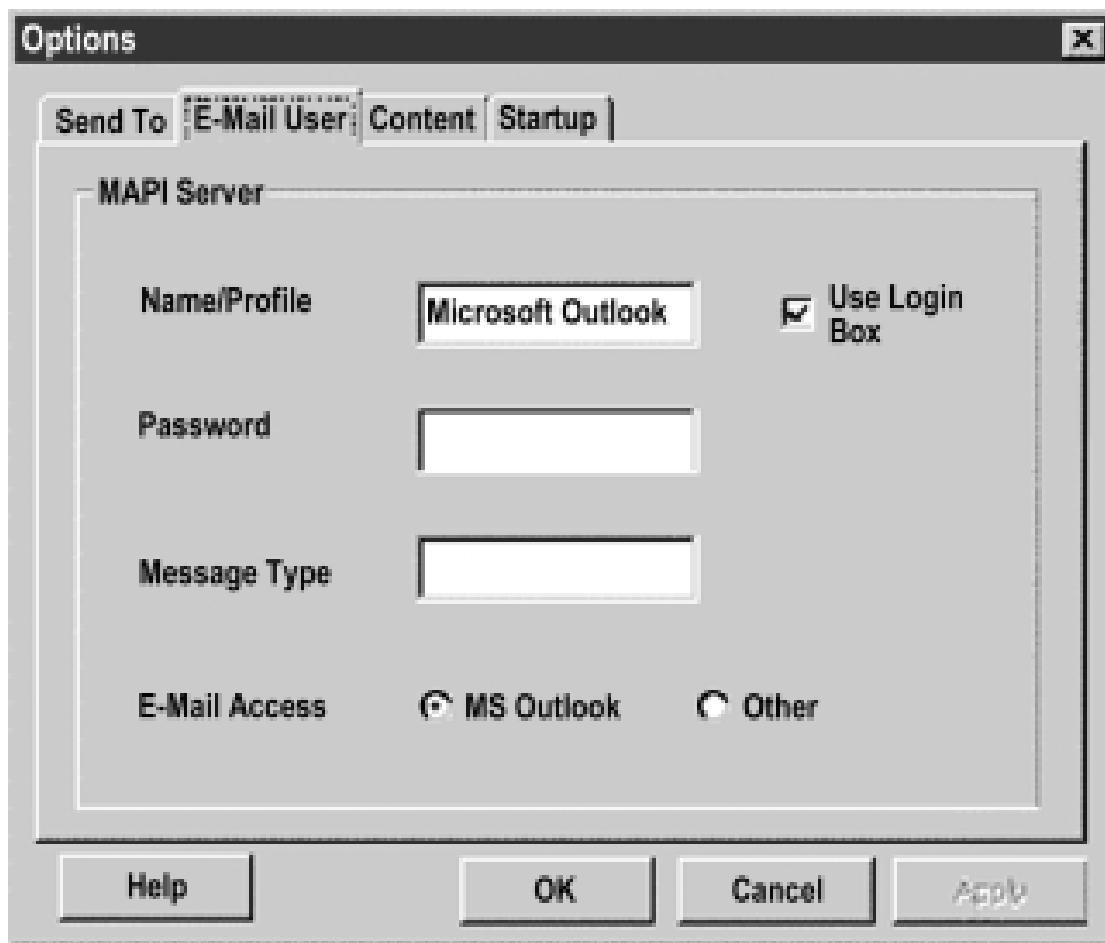 Options
Send To
E-Mail User
Content
Startup
MAPI Server
Name/Profile
Microsoft Outlook
Use Login
Box
Password
Message Type
E-Mail Access
MS Outlook
Other
Help
OK
Cancel
Apply